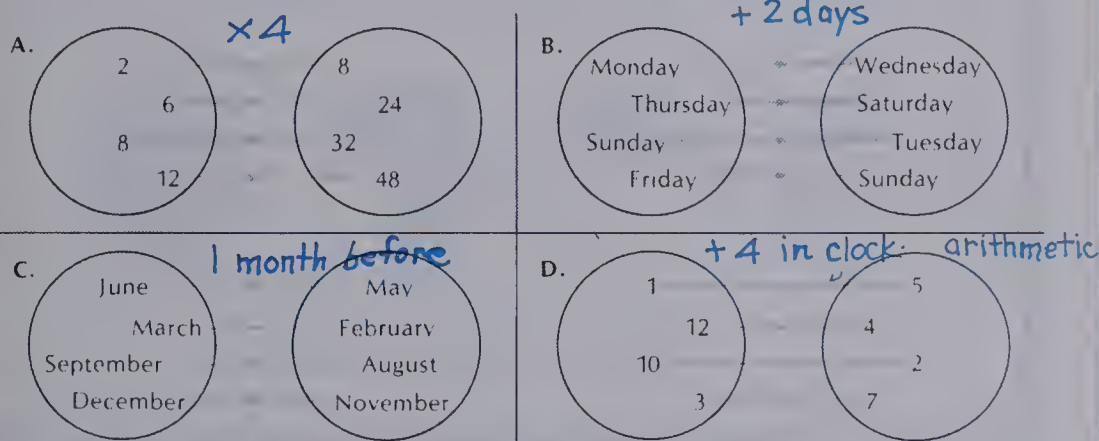 A.
×4
2 8
6 24
8 32
12 48
B.
+ 2 days
Monday Wednesday
Thursday Saturday
Sunday Tuesday
Friday Sunday
C.
1 month before
June May
March February
September August
December November
D.
+ 4 in clock arithmetic
1 5
12 4
10 2
3 7